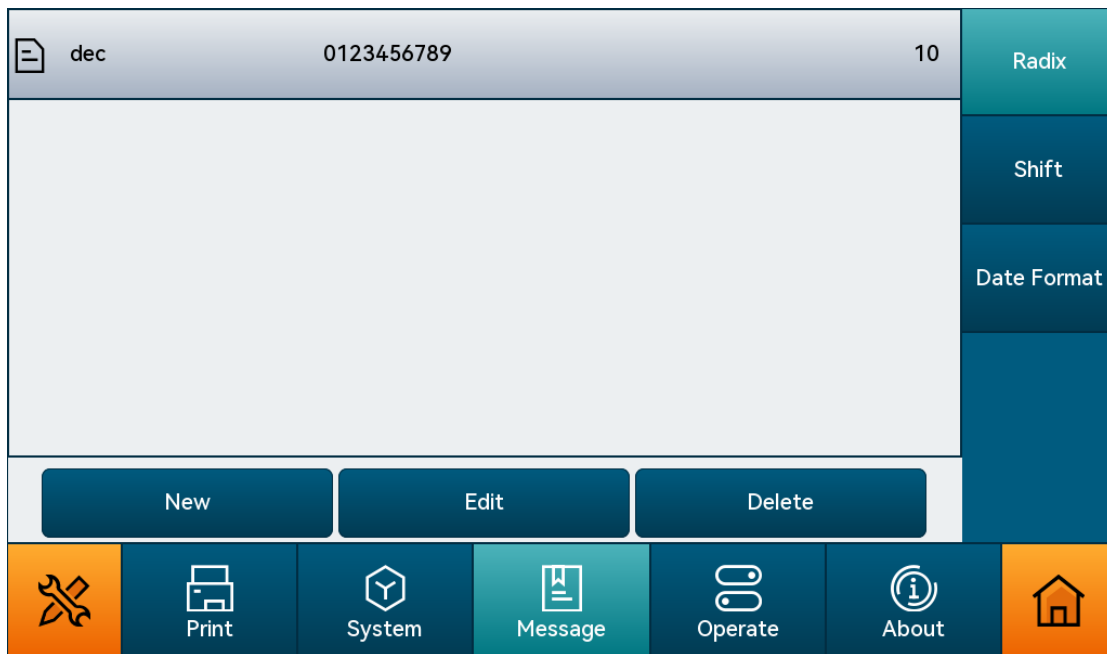 dec 0123456789 10
Radix
Shift
Date Format
New Edit Delete
Print System Message Operate About